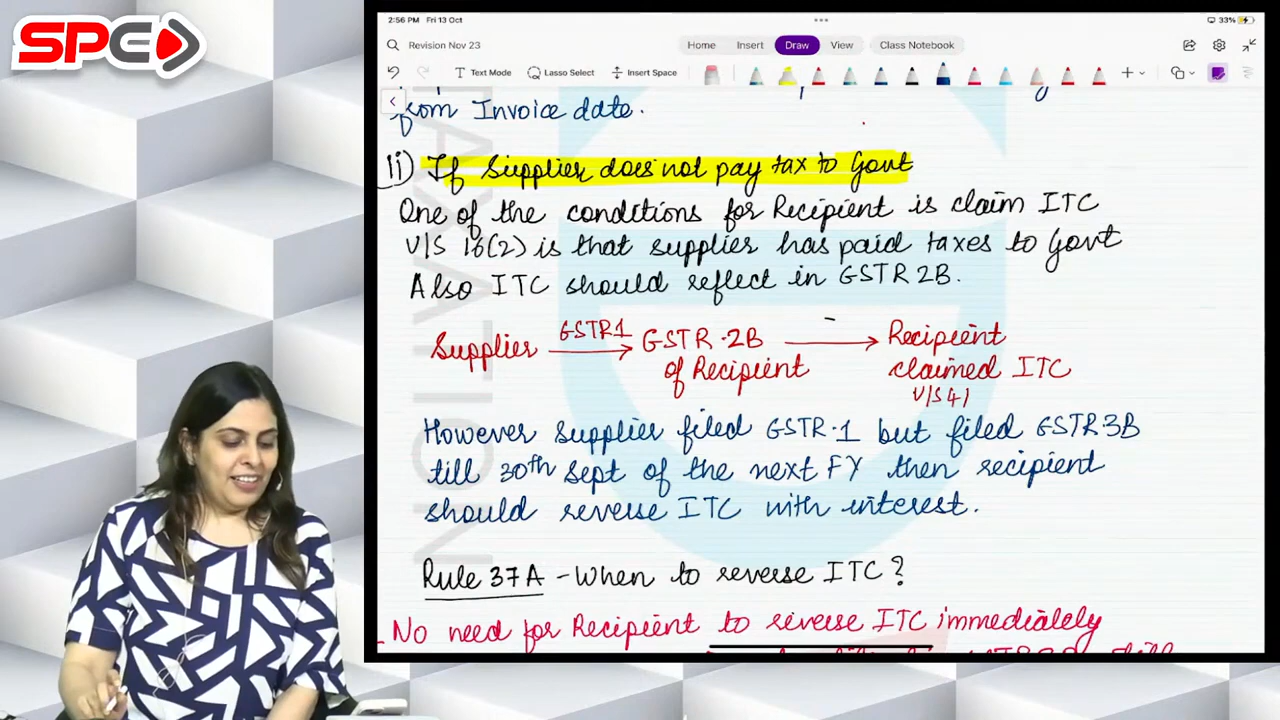 SPC
2:56 PM Fri 13 Oct
33%
Revision Nov 23
Home Insert Draw View Class Notebook
Text Mode Lasso Select Insert Space
from Invoice date.
ii) If Supplier does not pay tax to Govt
One of the conditions for Recipient is claim ITC
U/S 16(2) is that supplier has paid taxes to Govt
Also ITC should reflect in GSTR 2B.
Supplier GSTR1 GSTR-2B Recipient
of Recipient claimed ITC
U/S 41
However supplier filed GSTR-1 but filed GSTR3B
till 30th Sept of the next FY then recipient
should reverse ITC with interest.
Rule 37A - When to reverse ITC?
- No need for Recipient to reverse ITC immediately
TAXATION